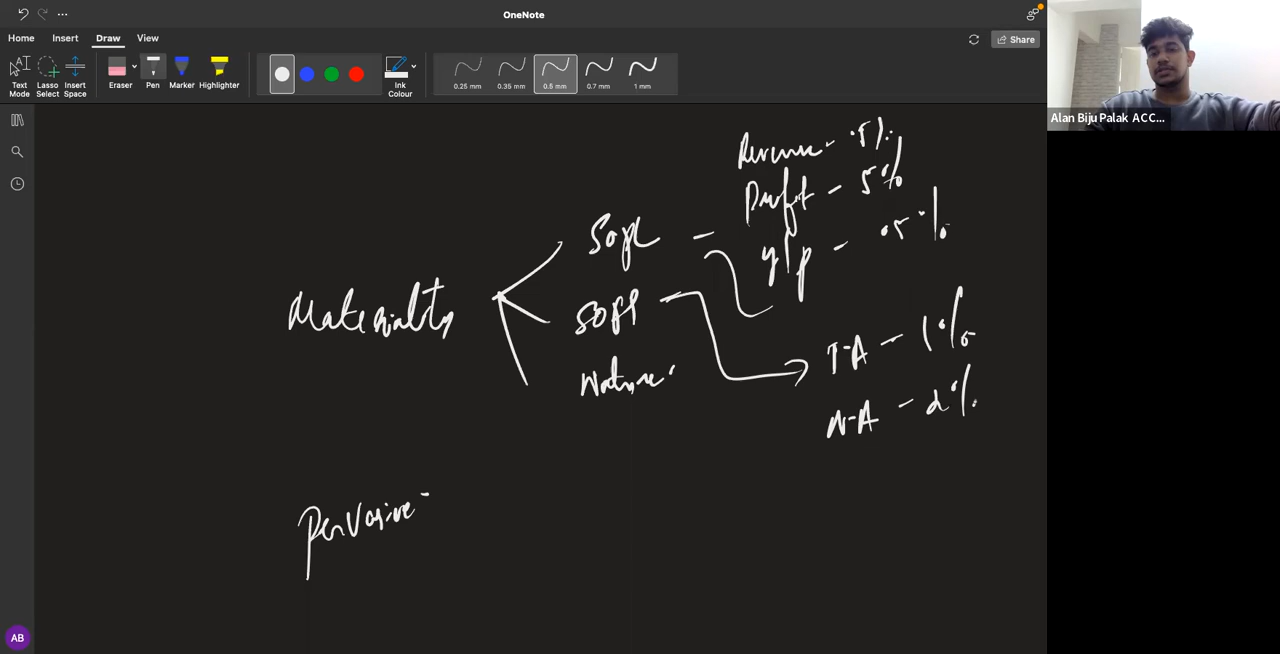 OneNote
Home Insert Draw View
Share
Text Mode
Lasso Select
Insert Space
Eraser
Pen
Marker
Highlighter
Ink Colour
0.25 mm
0.35 mm
0.5 mm
0.7 mm
1 mm
Alan Biju Palak ACC...
Revenue - .5%
Profit - 5%
SOPL -
g/p - .5%
Materiality
SOFP
T-A - 1%
Nature
N-A - 2%
Pervasive -
AB